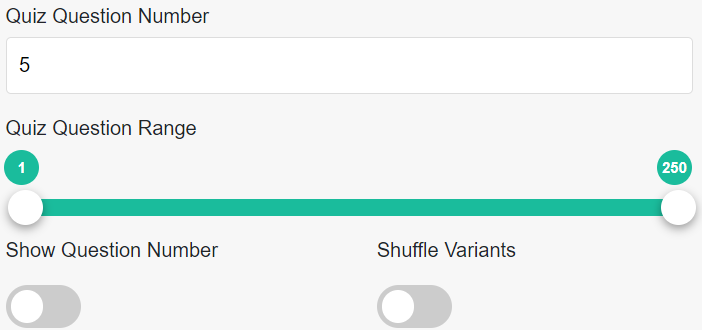 Quiz Question Number
5
Quiz Question Range
1 250
Show Question Number Shuffle Variants